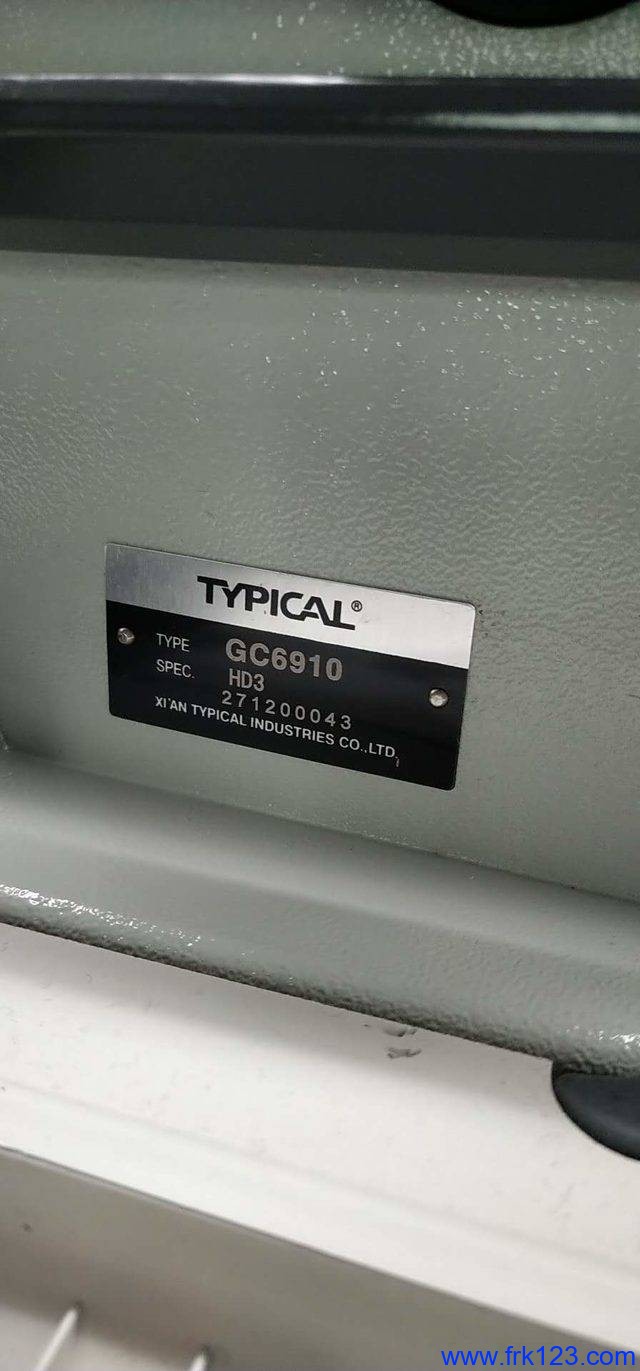 TYPICAL®
TYPE GC6910
SPEC. HD3
271200043
XI'AN TYPICAL INDUSTRIES CO.,LTD.
www.frk123.com